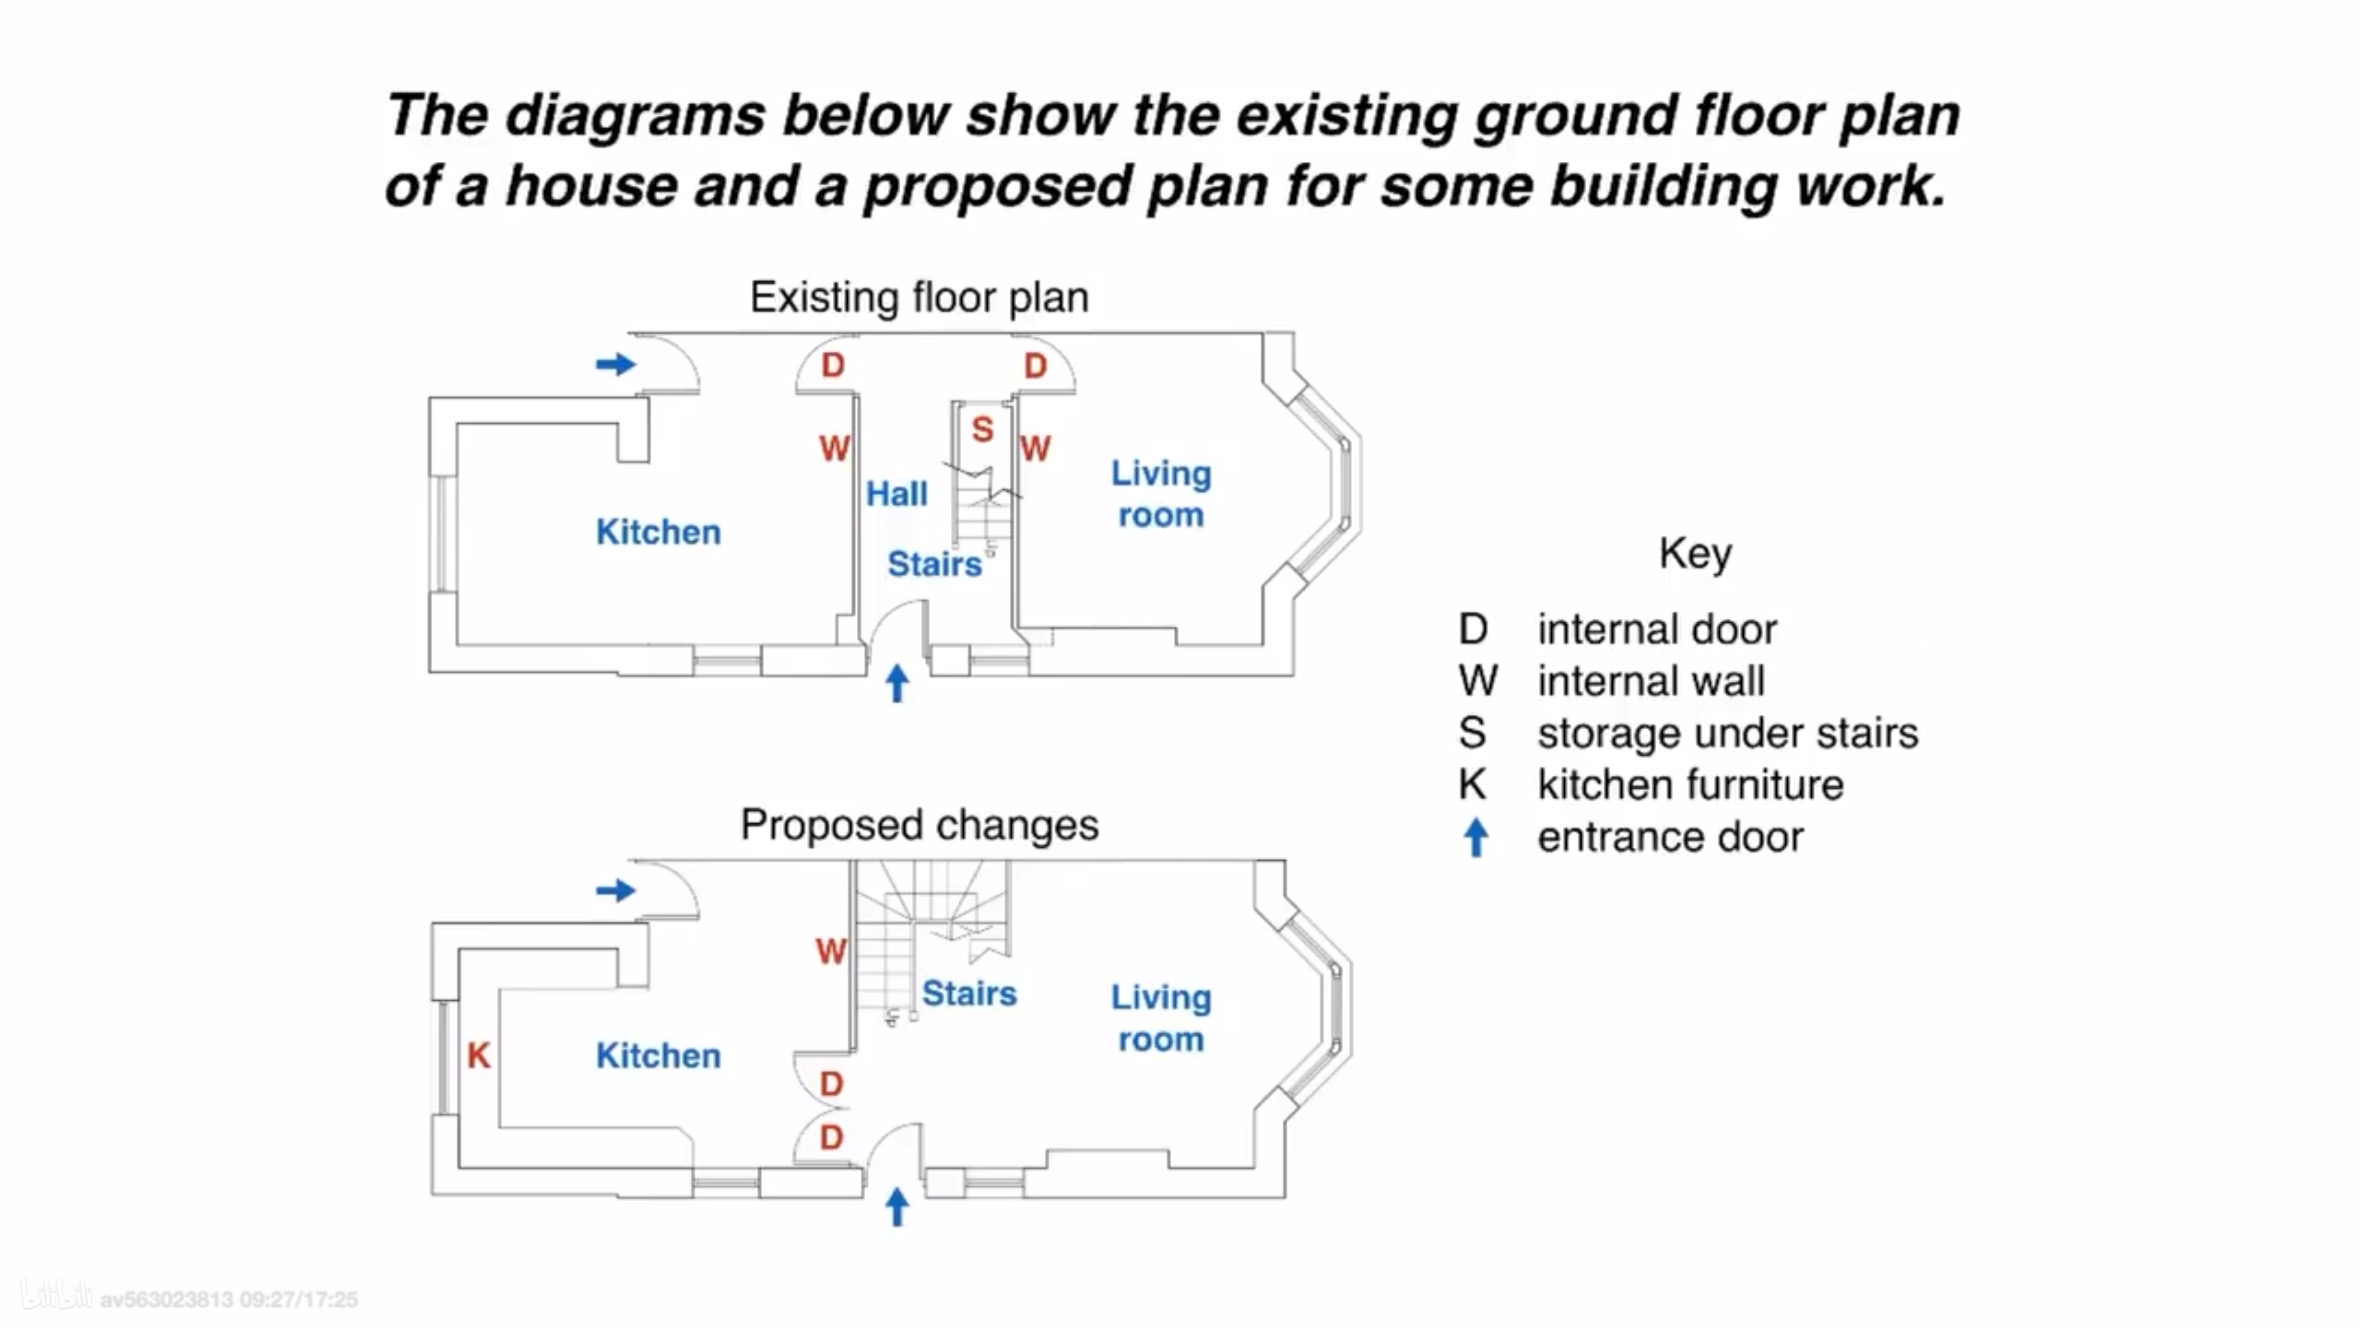 The diagrams below show the existing ground floor plan
of a house and a proposed plan for some building work.
Existing floor plan
D
D
S
W
W
Hall
Living
room
Kitchen
Stairs
Key
D internal door
W internal wall
S storage under stairs
K kitchen furniture
entrance door
Proposed changes
W
Stairs
Living
room
K
Kitchen
D
D
bilibili av563023813 09:27/17:25